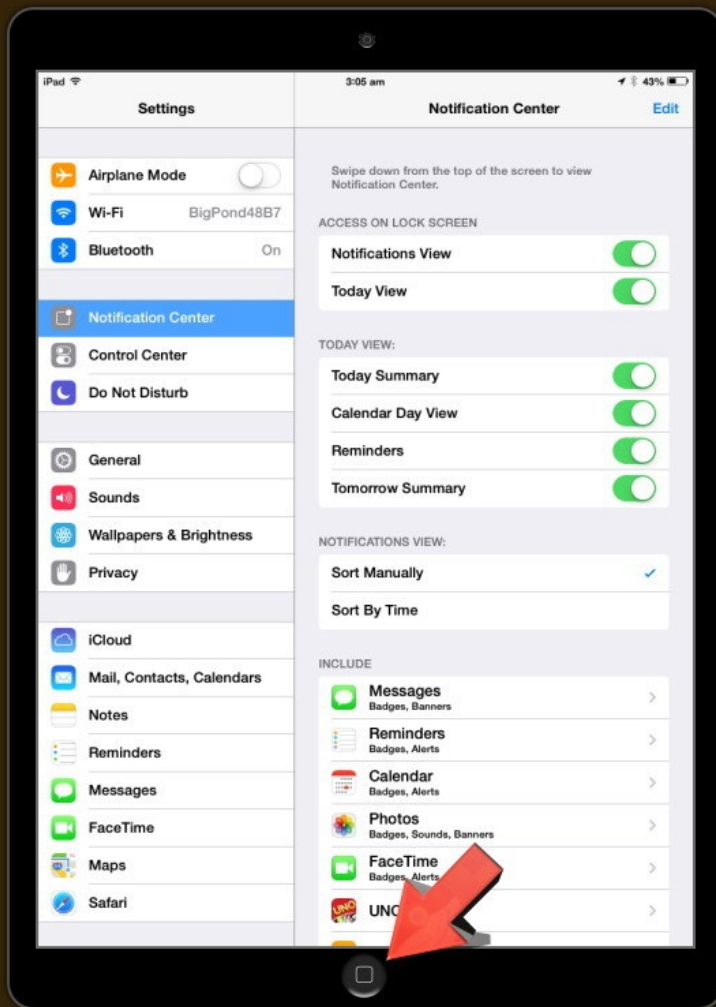 iPad 3:05 am 43%
Settings
Airplane Mode
Wi-Fi BigPond48B7
Bluetooth On
Notification Center
Control Center
Do Not Disturb
General
Sounds
Wallpapers & Brightness
Privacy
iCloud
Mail, Contacts, Calendars
Notes
Reminders
Messages
FaceTime
Maps
Safari
Notification Center Edit
Swipe down from the top of the screen to view
Notification Center.
ACCESS ON LOCK SCREEN
Notifications View
Today View
TODAY VIEW:
Today Summary
Calendar Day View
Reminders
Tomorrow Summary
NOTIFICATIONS VIEW:
Sort Manually
Sort By Time
INCLUDE
Messages
Badges, Banners
Reminders
Badges, Alerts
Calendar
Badges, Alerts
Photos
Badges, Sounds, Banners
FaceTime
Badges, Alerts
UNO